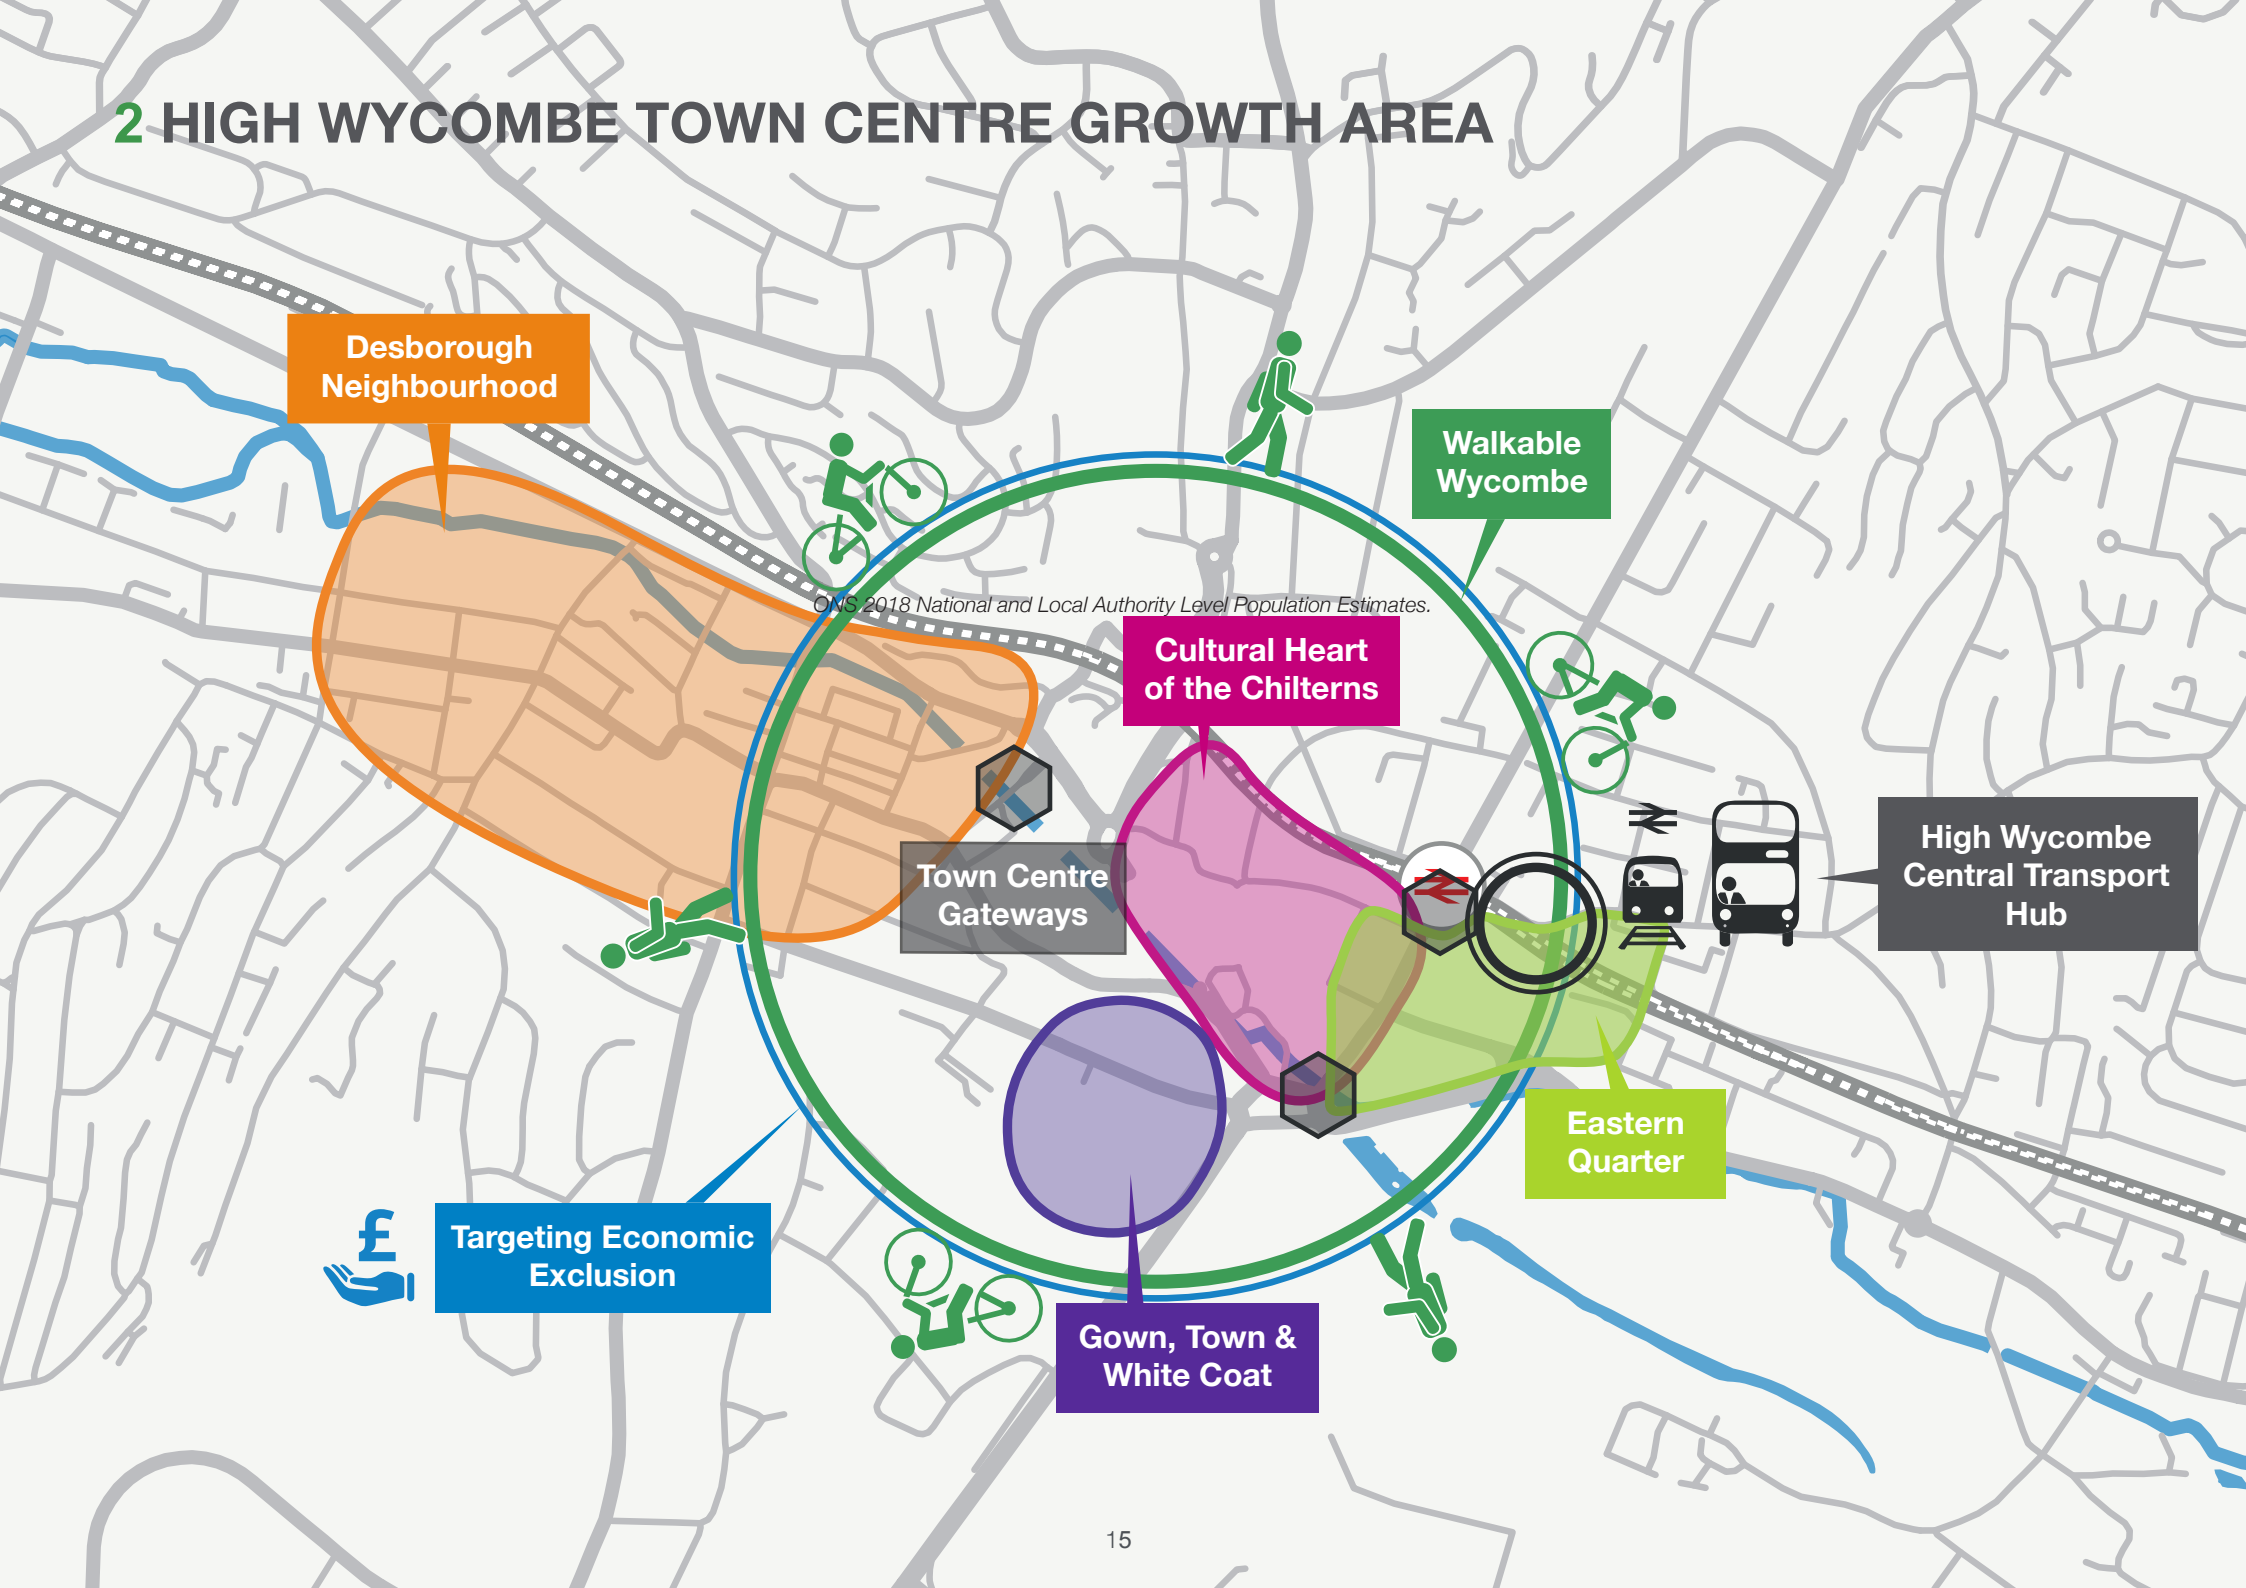 2 HIGH WYCOMBE TOWN CENTRE GROWTH AREA
Desborough
Neighbourhood
Walkable
Wycombe
ONS 2018 National and Local Authority Level Population Estimates.
Cultural Heart
of the Chilterns
Town Centre
Gateways
High Wycombe
Central Transport
Hub
Eastern
Quarter
£
Targeting Economic
Exclusion
Gown, Town &
White Coat
15